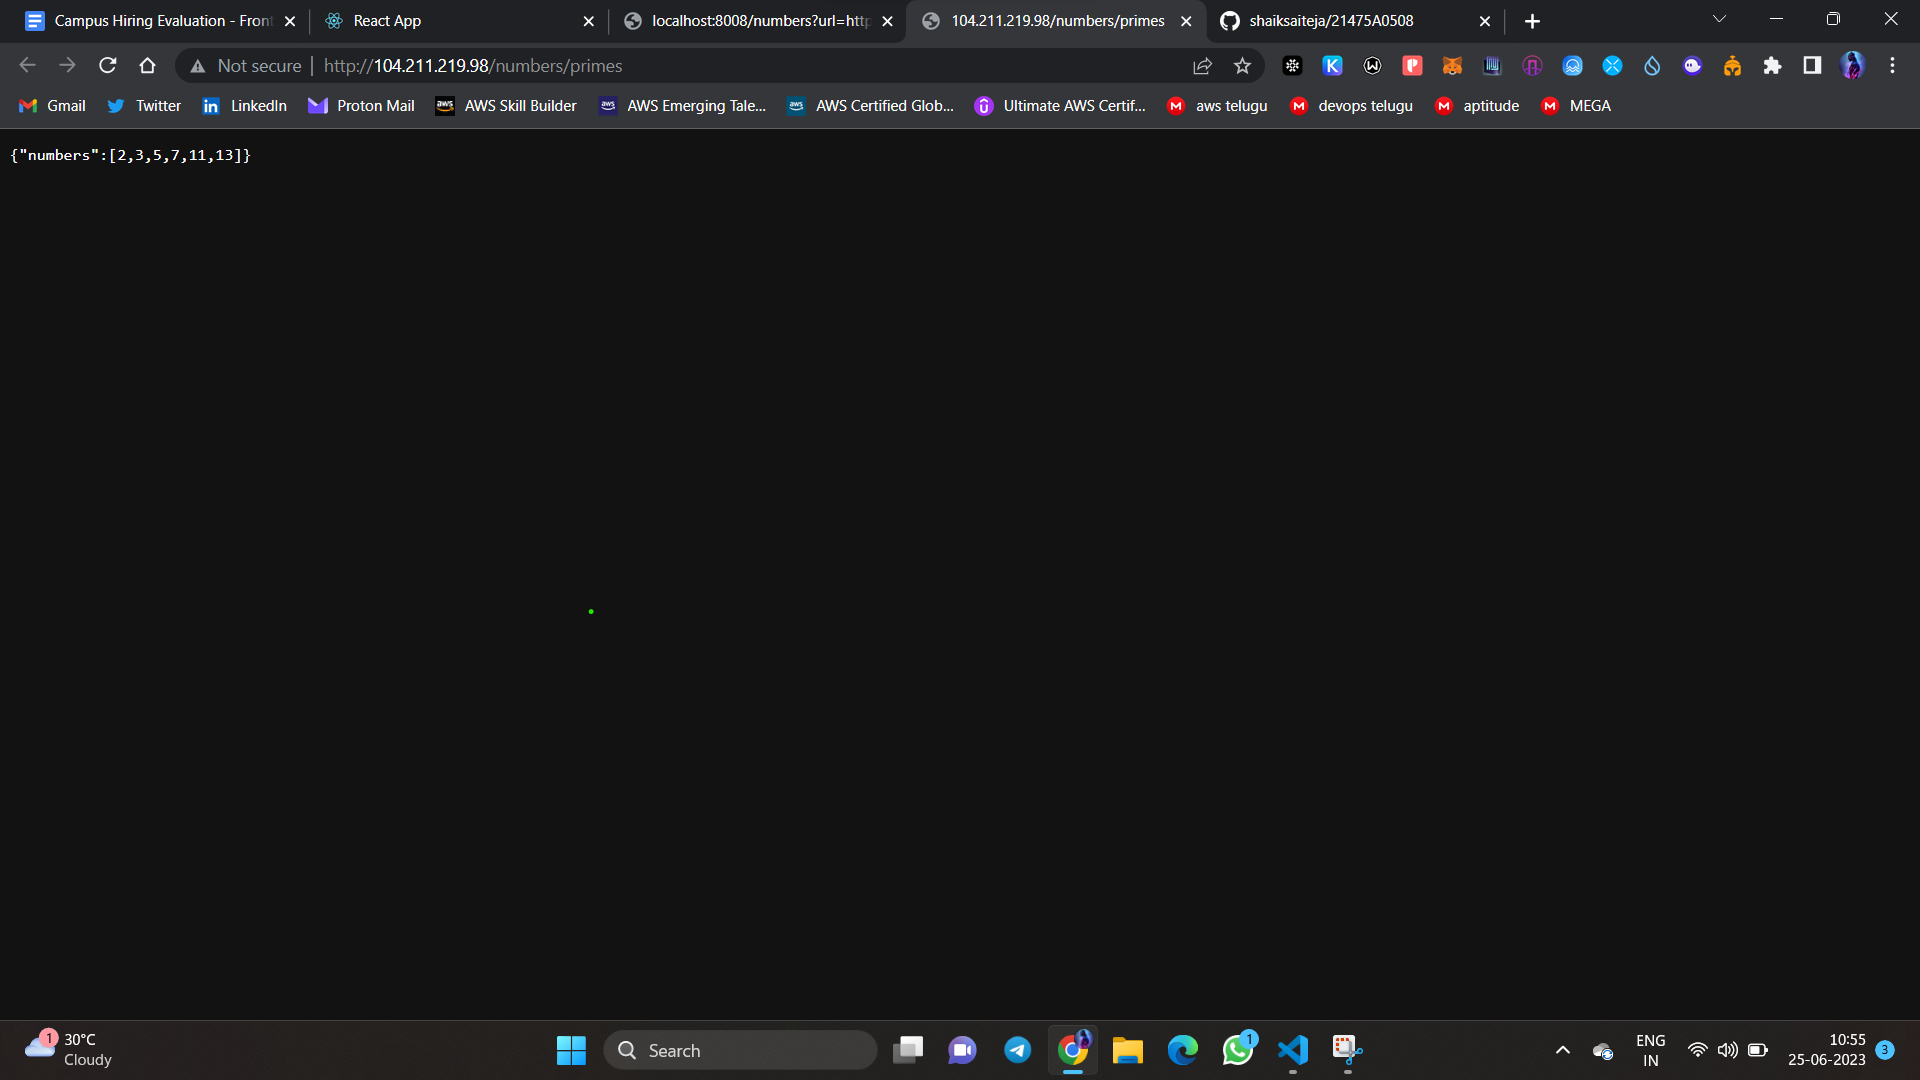 Campus Hiring Evaluation - Front
React App
localhost:8008/numbers?url=http
104.211.219.98/numbers/primes
shaiksaiteja/21475A0508
Not secure
http://104.211.219.98/numbers/primes
Gmail
Twitter
LinkedIn
Proton Mail
AWS Skill Builder
AWS Emerging Tale...
AWS Certified Glob...
Ultimate AWS Certif...
aws telugu
devops telugu
aptitude
MEGA
{"numbers":[2,3,5,7,11,13]}
1
30°C
Cloudy
Search
1
ENG
IN
10:55
25-06-2023
3